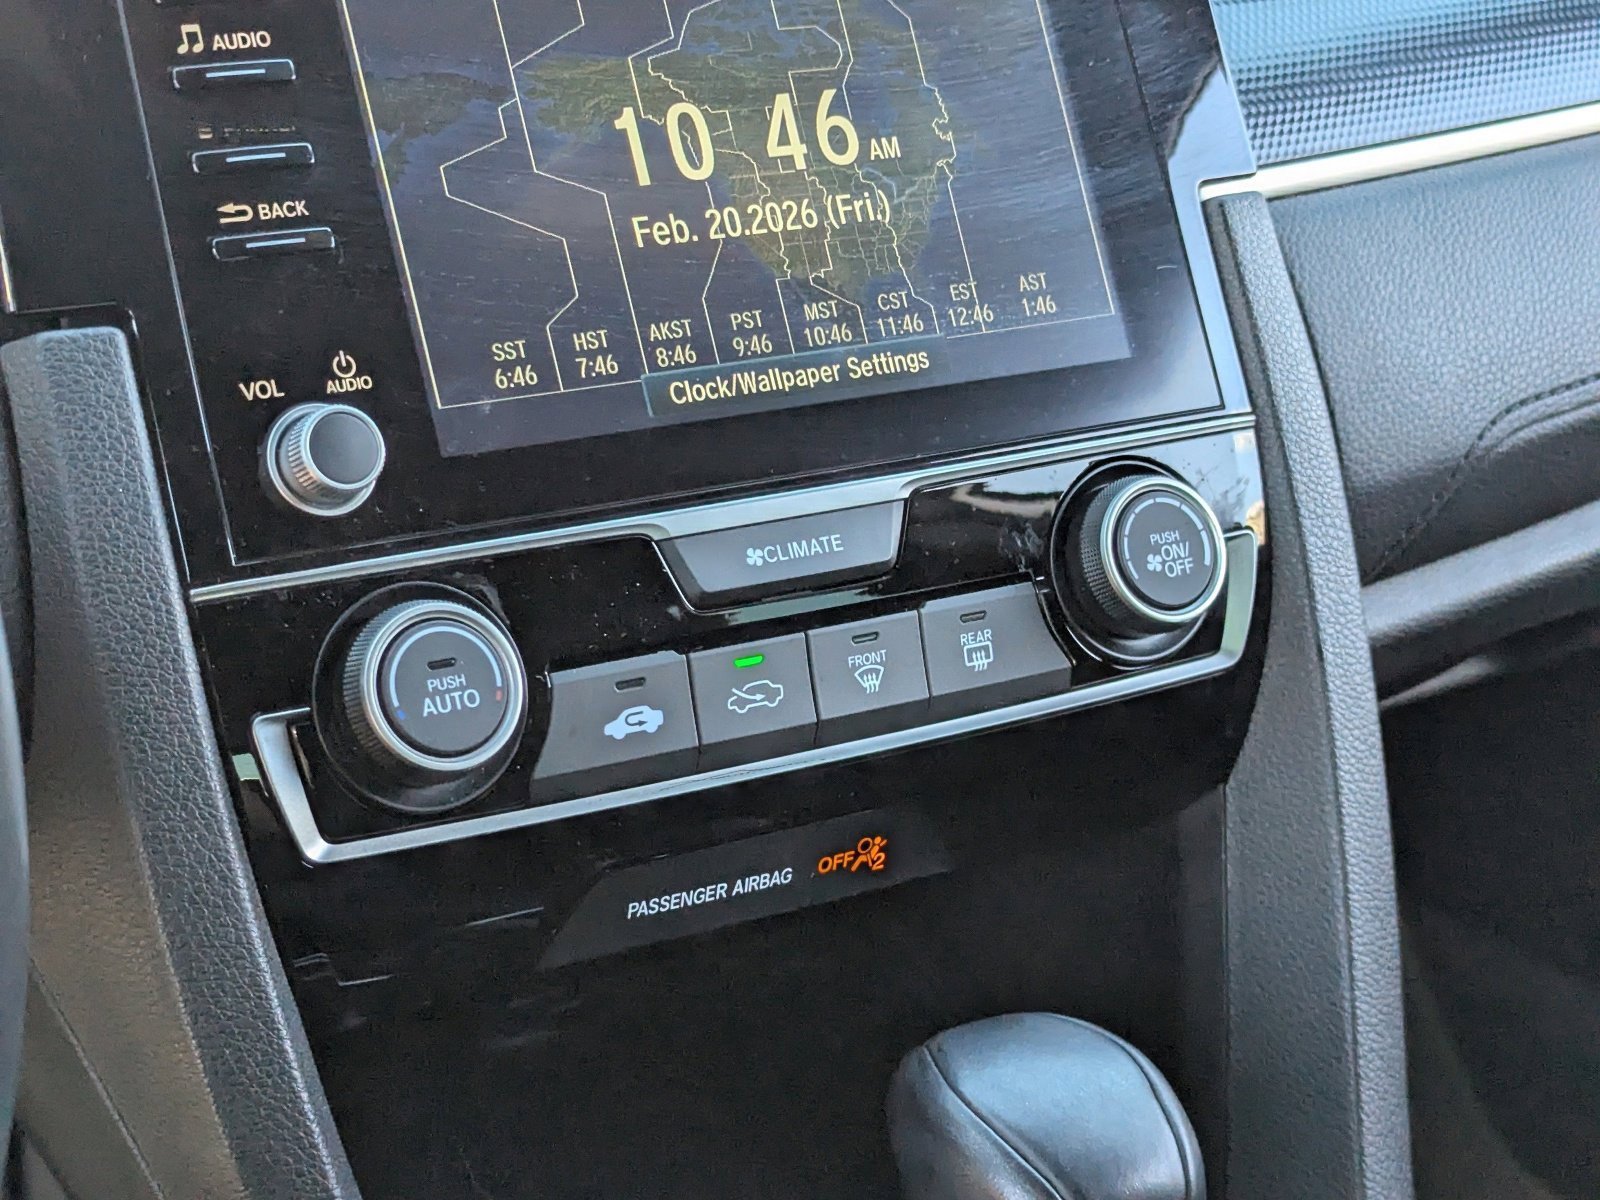 AUDIO
10 46 AM
BACK
Feb. 20.2026 (Fri.)
SST HST AKST PST MST CST EST AST
6:46 7:46 8:46 9:46 10:46 11:46 12:46 1:46
Clock/Wallpaper Settings
VOL AUDIO
CLIMATE
PUSH
ON/
OFF
PUSH
AUTO
FRONT
REAR
PASSENGER AIRBAG OFF 2